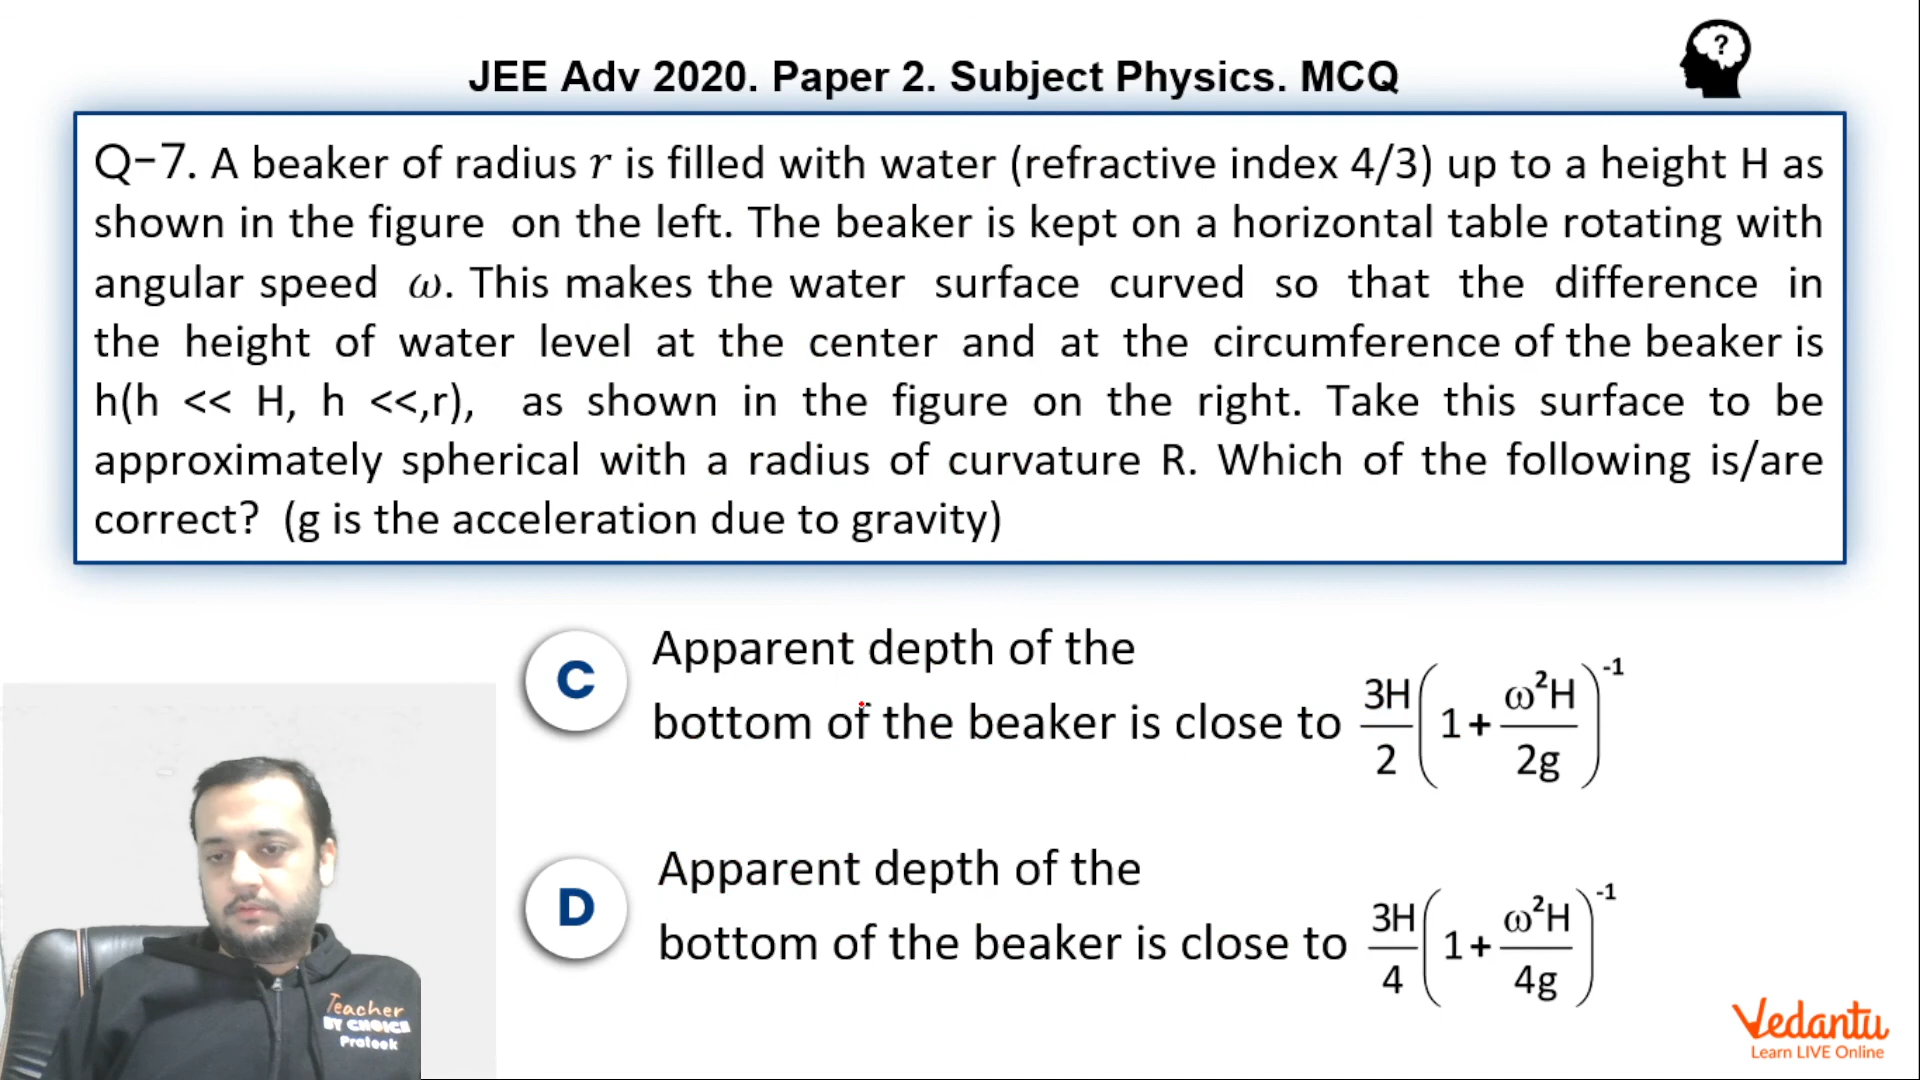 JEE Adv 2020. Paper 2. Subject Physics. MCQ
?
Q–7. A beaker of radius r is filled with water (refractive index 4/3) up to a height H as
shown in the figure on the left. The beaker is kept on a horizontal table rotating with
angular speed ω. This makes the water surface curved so that the difference in
the height of water level at the center and at the circumference of the beaker is
h(h << H, h <<,r), as shown in the figure on the right. Take this surface to be
approximately spherical with a radius of curvature R. Which of the following is/are
correct? (g is the acceleration due to gravity)
C
Apparent depth of the
bottom of the beaker is close to 3H/2 (1 + ω²H/2g)⁻¹
D
Apparent depth of the
bottom of the beaker is close to 3H/4 (1 + ω²H/4g)⁻¹
Teacher
BY CHOICE
Prateek
Vedantu
Learn LIVE Online